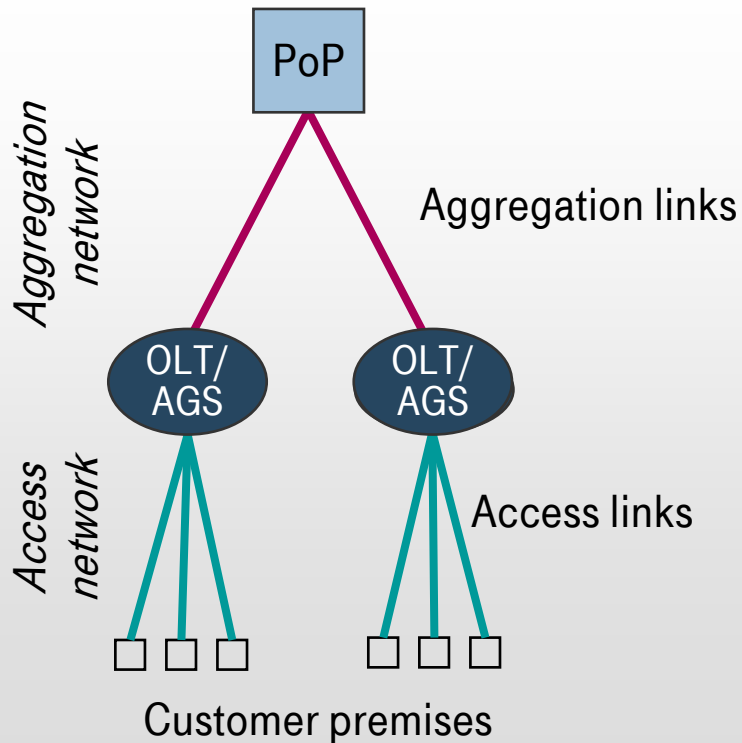 PoP
Aggregation
network
Aggregation links
OLT/
AGS
OLT/
AGS
Access
network
Access links
Customer premises